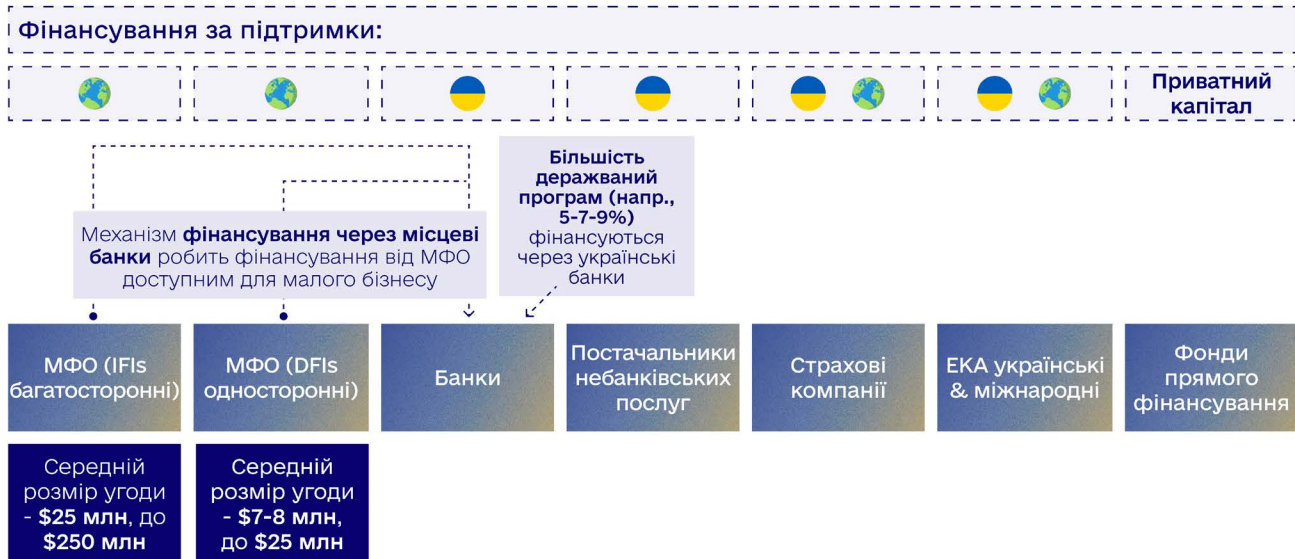 Фінансування за підтримки:
Приватний
капітал
Більшість
деражваний
програм (напр.,
5-7-9%)
фінансуються
через українські
банки
Механізм фінансування через місцеві
банки робить фінансування від МФО
доступним для малого бізнесу
МФО (IFIs
багатосторонні)
МФО (DFIs
односторонні)
Банки
Постачальники
небанківських
послуг
Страхові
компанії
ЕКА українські
& міжнародні
Фонди
прямого
фінансування
Середній
розмір угоди
- $25 млн, до
$250 млн
Середній
розмір угоди
- $7-8 млн,
до $25 млн